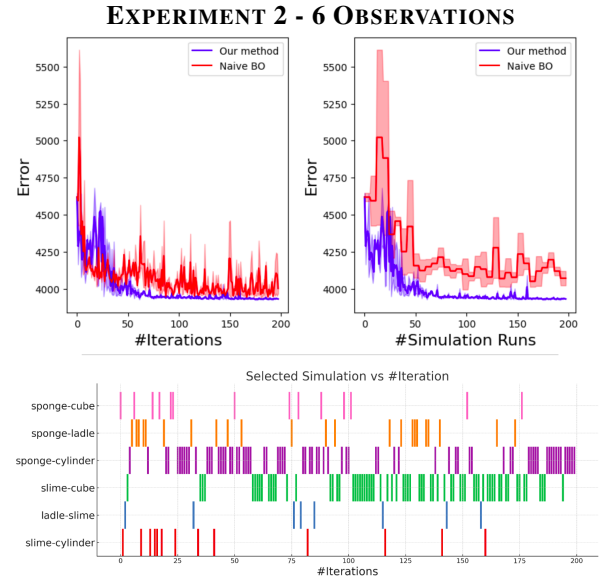 EXPERIMENT 2 - 6 OBSERVATIONS
Our method
Naive BO
5500
5250
5000
4750
4500
4250
4000
Error
0 50 100 150 200
#Iterations
Our method
Naive BO
5500
5250
5000
4750
4500
4250
4000
Error
0 50 100 150 200
#Simulation Runs
Selected Simulation vs #Iteration
sponge-cube
sponge-ladle
sponge-cylinder
slime-cube
ladle-slime
slime-cylinder
0 25 50 75 100 125 150 175 200
#Iterations